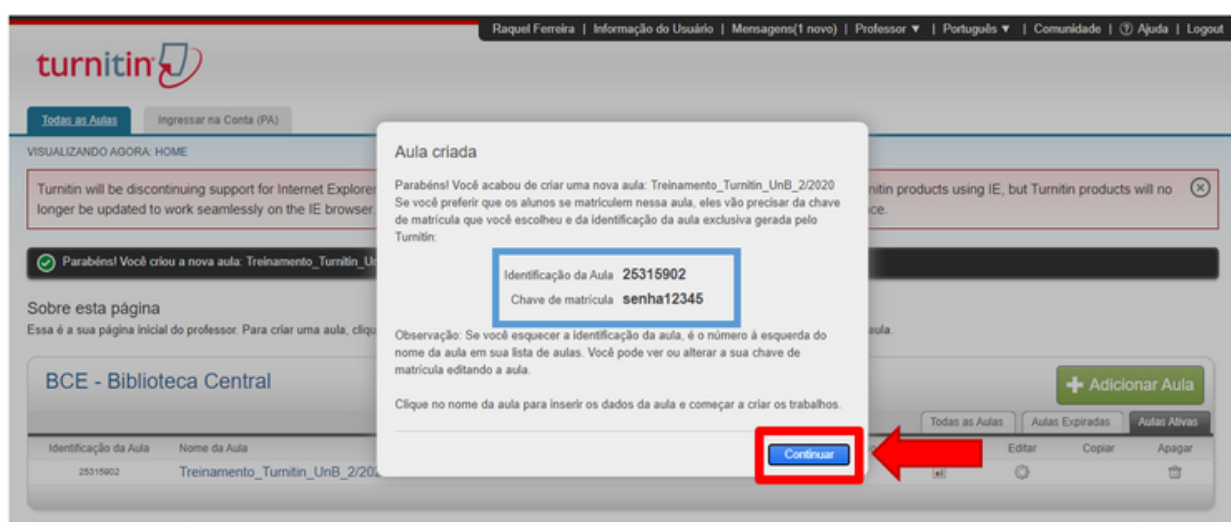 Raquel Ferreira | Informação do Usuário | Mensagens(1 novo) | Professor ▼ | Português ▼ | Comunidade | ? Ajuda | Logout
turnitin
Todas as Aulas
Ingressar na Conta (PA)
VISUALIZANDO AGORA: HOME
Turnitin will be discontinuing support for Internet Explorer
nitin products using IE, but Turnitin products will no
longer be updated to work seamlessly on the IE browser.
Parabéns! Você criou a nova aula: Treinamento_Turnitin_Un
Sobre esta página
Essa é a sua página inicial do professor. Para criar uma aula, cliqu
aula.
Aula criada
Parabéns! Você acabou de criar uma nova aula: Treinamento_Turnitin_UnB_2/2020
Se você preferir que os alunos se matriculem nessa aula, eles vão precisar da chave
de matrícula que você escolheu e da identificação da aula exclusiva gerada pelo
Turnitin:
Identificação da Aula 25315902
Chave de matrícula senha12345
Observação: Se você esquecer a identificação da aula, é o número à esquerda do
nome da aula em sua lista de aulas. Você pode ver ou alterar a sua chave de
matrícula editando a aula.
Clique no nome da aula para inserir os dados da aula e começar a criar os trabalhos.
Continuar
BCE - Biblioteca Central
Adicionar Aula
Todas as Aulas
Aulas Expiradas
Aulas Ativas
Identificação da Aula Nome da Aula Editar Copiar Apagar
25315902 Treinamento_Turnitin_UnB_2/202